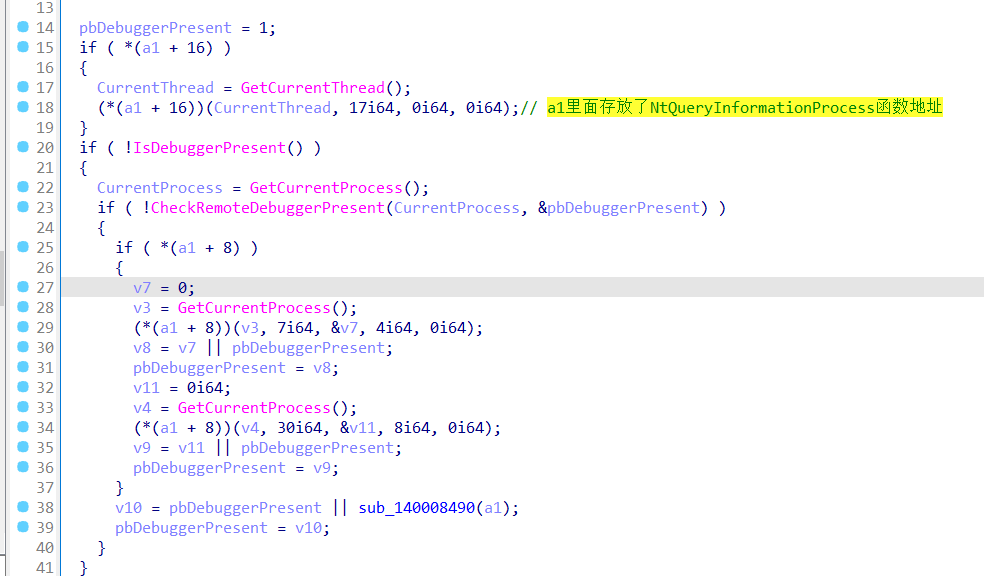 13
14 pbDebuggerPresent = 1;
15 if ( *(a1 + 16) )
16 {
17 CurrentThread = GetCurrentThread();
18 (*(a1 + 16))(CurrentThread, 17i64, 0i64, 0i64);// a1里面存放了NtQueryInformationProcess函数地址
19 }
20 if ( !IsDebuggerPresent() )
21 {
22 CurrentProcess = GetCurrentProcess();
23 if ( !CheckRemoteDebuggerPresent(CurrentProcess, &pbDebuggerPresent) )
24 {
25 if ( *(a1 + 8) )
26 {
27 v7 = 0;
28 v3 = GetCurrentProcess();
29 (*(a1 + 8))(v3, 7i64, &v7, 4i64, 0i64);
30 v8 = v7 || pbDebuggerPresent;
31 pbDebuggerPresent = v8;
32 v11 = 0i64;
33 v4 = GetCurrentProcess();
34 (*(a1 + 8))(v4, 30i64, &v11, 8i64, 0i64);
35 v9 = v11 || pbDebuggerPresent;
36 pbDebuggerPresent = v9;
37 }
38 v10 = pbDebuggerPresent || sub_140008490(a1);
39 pbDebuggerPresent = v10;
40 }
41 }